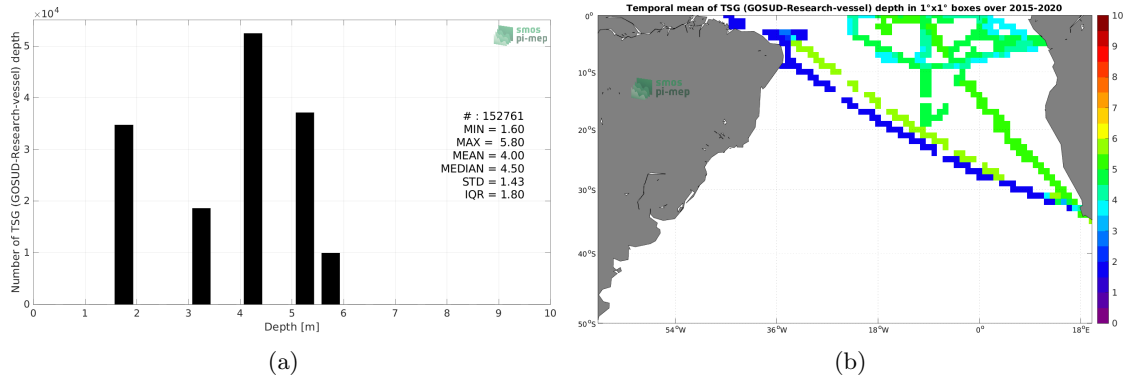 ×10⁴
5
4
3
2
1
0
Number of TSG (GOSUD-Research-vessel) depth
smos
pi-mep
# : 152761
MIN = 1.60
MAX = 5.80
MEAN = 4.00
MEDIAN = 4.50
STD = 1.43
IQR = 1.80
0 1 2 3 4 5 6 7 8 9 10
Depth [m]
(a)
Temporal mean of TSG (GOSUD-Research-vessel) depth in 1°x1° boxes over 2015-2020
0°
10°S
20°S
30°S
40°S
50°S
smos
pi-mep
54°W 36°W 18°W 0° 18°E
10
9
8
7
6
5
4
3
2
1
0
(b)